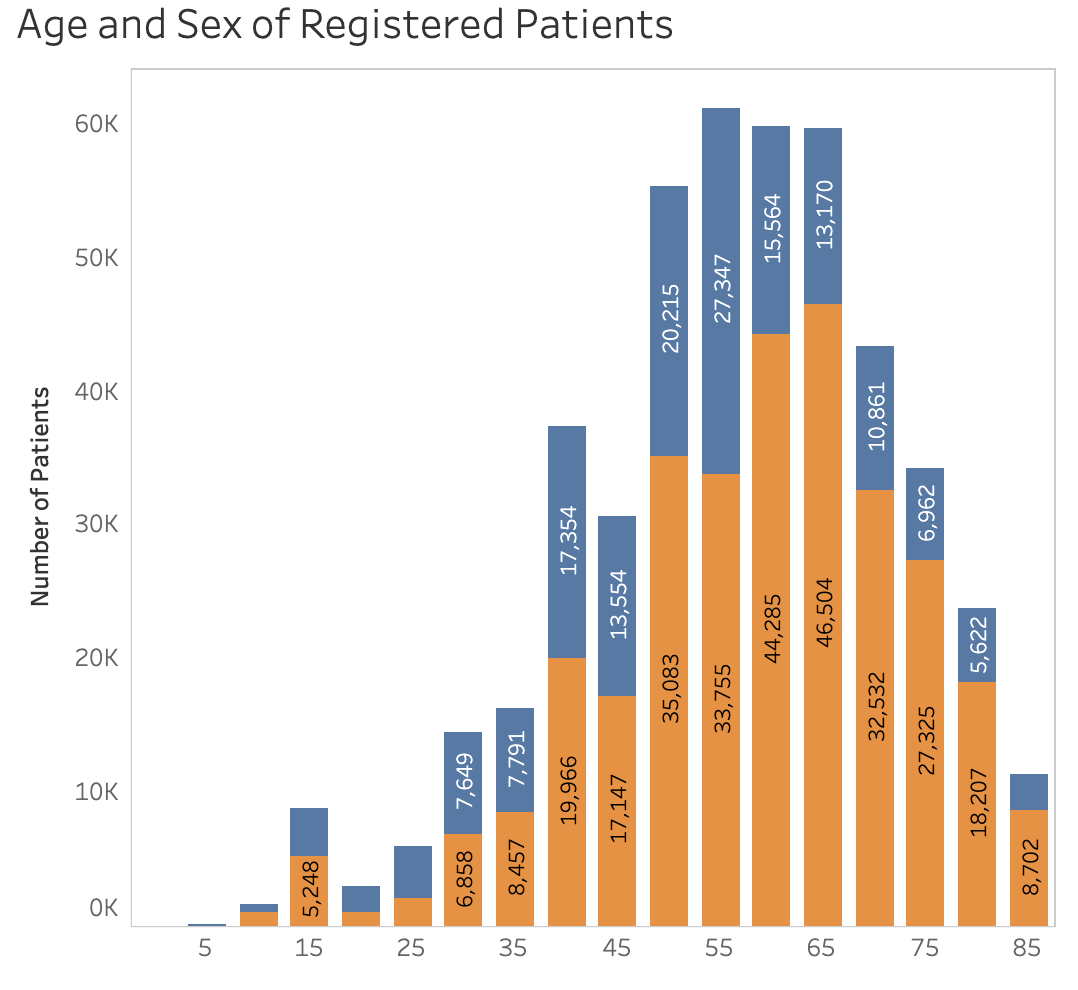 Age and Sex of Registered Patients
Number of Patients
60K
50K
40K
30K
20K
10K
0K
5,248
7,649
6,858
7,791
8,457
17,354
19,966
13,554
17,147
20,215
35,083
27,347
33,755
15,564
44,285
13,170
46,504
10,861
32,532
6,962
27,325
5,622
18,207
8,702
5 15 25 35 45 55 65 75 85